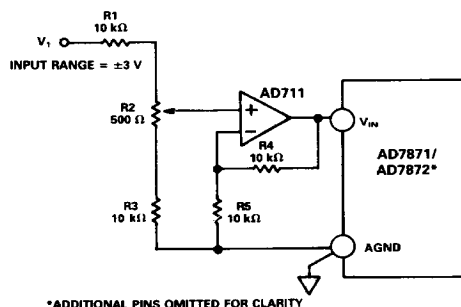 R1
10 kΩ
V₁
INPUT RANGE = ±3 V
AD711
R2
500 Ω
+
−
VIN
R4
10 kΩ
AD7871/
AD7872*
R3
10 kΩ
R5
10 kΩ
AGND
*ADDITIONAL PINS OMITTED FOR CLARITY